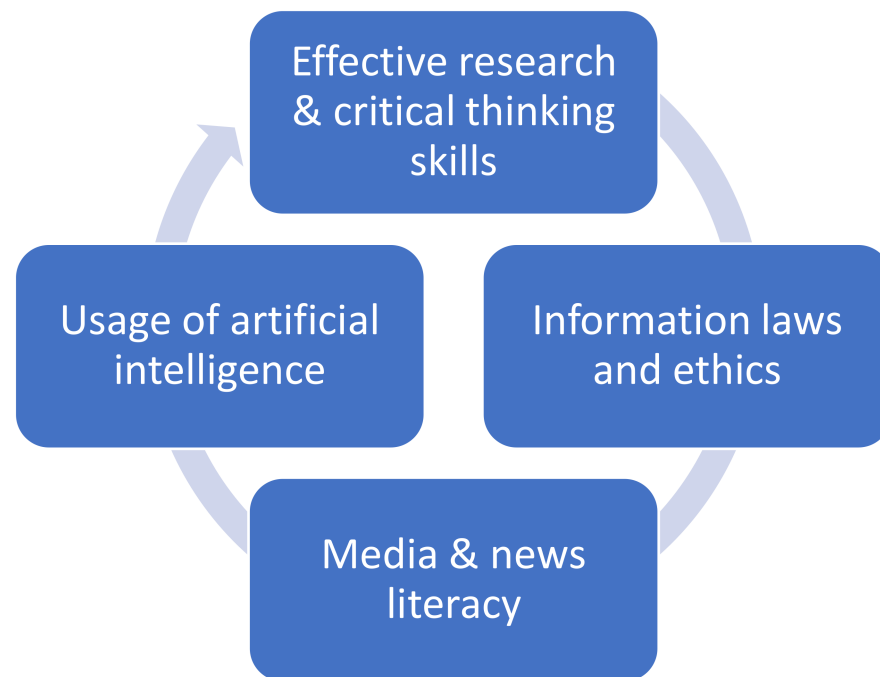 Effective research
& critical thinking
skills
Usage of artificial
intelligence
Information laws
and ethics
Media & news
literacy